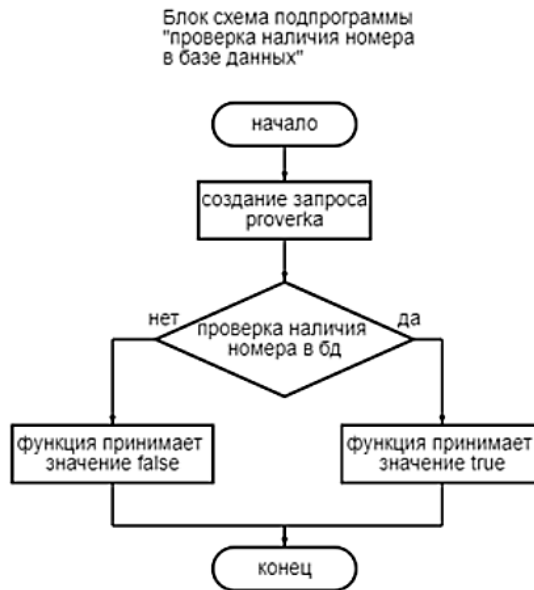 Блок схема подпрограммы
"проверка наличия номера
в базе данных"
начало
создание запроса
proverka
нет
да
проверка наличия
номера в бд
функция принимает
значение false
функция принимает
значение true
конец